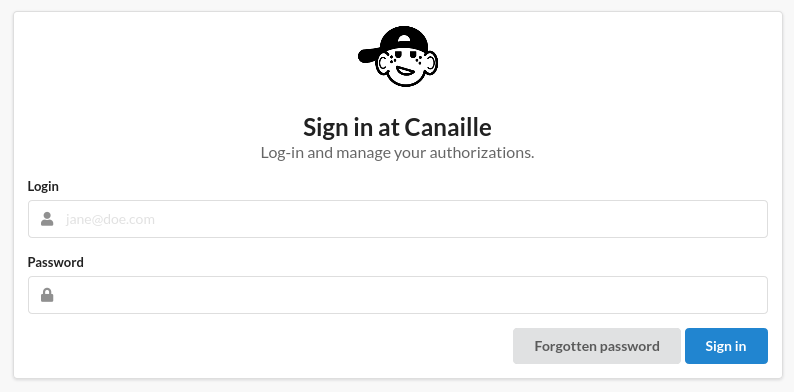 Sign in at Canaille
Log-in and manage your authorizations.
Login
jane@doe.com
Password
Forgotten password
Sign in